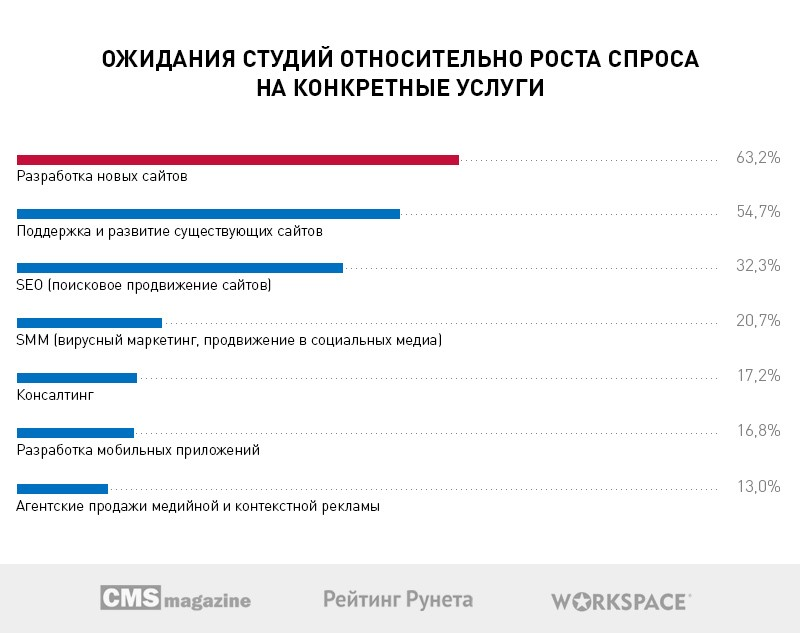 ОЖИДАНИЯ СТУДИЙ ОТНОСИТЕЛЬНО РОСТА СПРОСА
НА КОНКРЕТНЫЕ УСЛУГИ
63,2%
Разработка новых сайтов
54,7%
Поддержка и развитие существующих сайтов
32,3%
SEO (поисковое продвижение сайтов)
20,7%
SMM (вирусный маркетинг, продвижение в социальных медиа)
17,2%
Консалтинг
16,8%
Разработка мобильных приложений
13,0%
Агентские продажи медийной и контекстной рекламы
CMSmagazine Рейтинг Рунета WORKSPACE